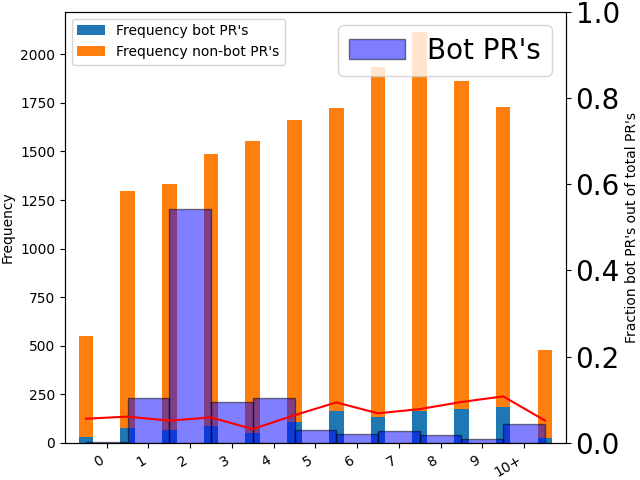 Frequency bot PR's
Frequency non-bot PR's
Bot PR's
2000
1750
1500
1250
1000
750
500
250
0
Frequency
1.0
0.8
0.6
0.4
0.2
0.0
Fraction bot PR's out of total PR's
0 1 2 3 4 5 6 7 8 9 10+